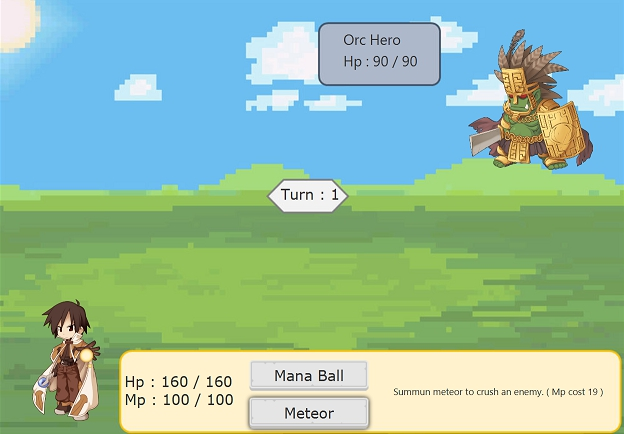 Orc Hero
Hp : 90 / 90
Turn : 1
Hp : 160 / 160
Mp : 100 / 100
Mana Ball
Meteor
Summun meteor to crush an enemy. ( Mp cost 19 )